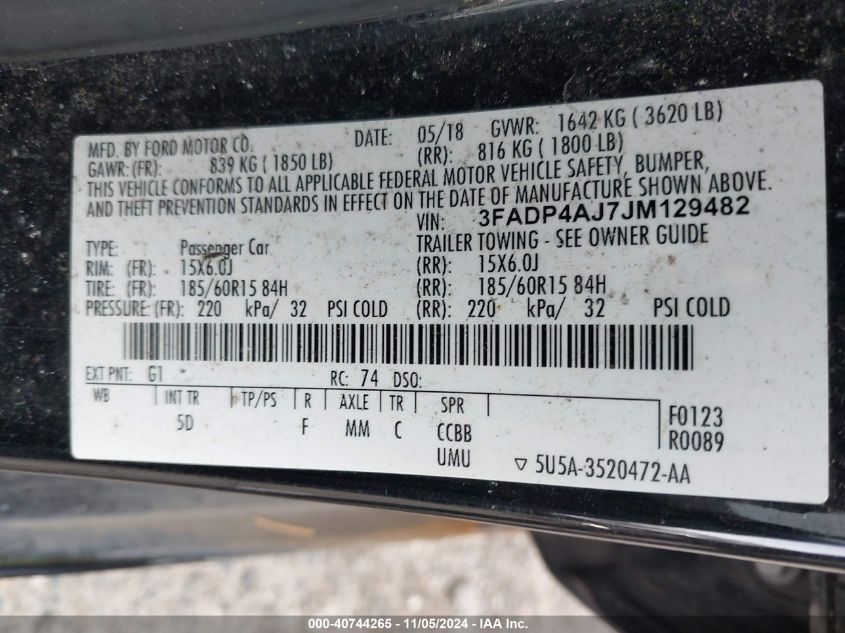 MFD. BY FORD MOTOR CO. DATE: 05/18 GVWR: 1642 KG ( 3620 LB)
GAWR: (FR): 839 KG ( 1850 LB) (RR): 816 KG ( 1800 LB)
THIS VEHICLE CONFORMS TO ALL APPLICABLE FEDERAL MOTOR VEHICLE SAFETY, BUMPER,
AND THEFT PREVENTION STANDARDS IN EFFECT ON THE DATE OF MANUFACTURE SHOWN ABOVE.
VIN: 3FADP4AJ7JM129482
TYPE: Passenger Car TRAILER TOWING - SEE OWNER GUIDE
RIM: (FR): 15X6.0J (RR): 15X6.0J
TIRE: (FR): 185/60R15 84H (RR): 185/60R15 84H
PRESSURE: (FR): 220 kPa/ 32 PSI COLD (RR): 220 kPa/ 32 PSI COLD
EXT PNT: G1 * RC: 74 DSO:
WB INT TR TP/PS R AXLE TR SPR
5D F MM C CCBB
UMU
F0123
R0089
▽ 5U5A-3520472-AA
000-40744265 - 11/05/2024 - IAA Inc.